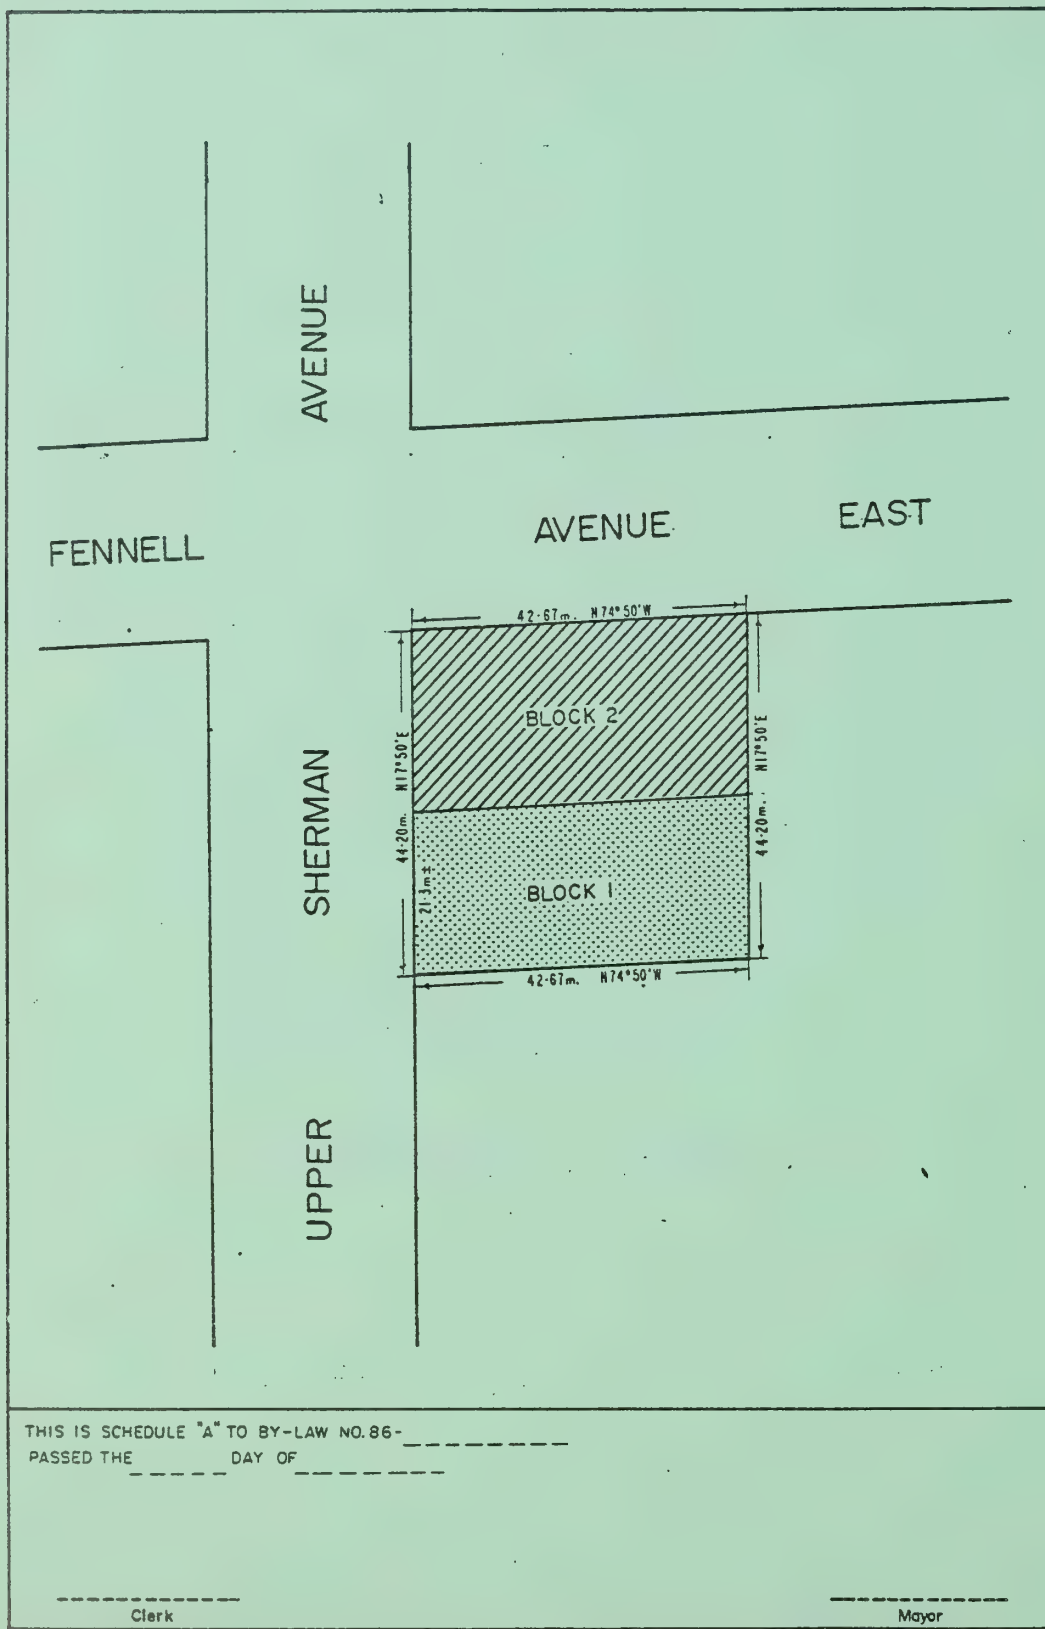 AVENUE
FENNELL AVENUE EAST
42·67m. N74°50'W
BLOCK 2
N17°50'E
44·20m.
N17°50'E
44·20m.
SHERMAN
21·3m±
BLOCK 1
42·67m. N74°50'W
UPPER
THIS IS SCHEDULE "A" TO BY-LAW NO. 86-
PASSED THE DAY OF
Clerk Mayor